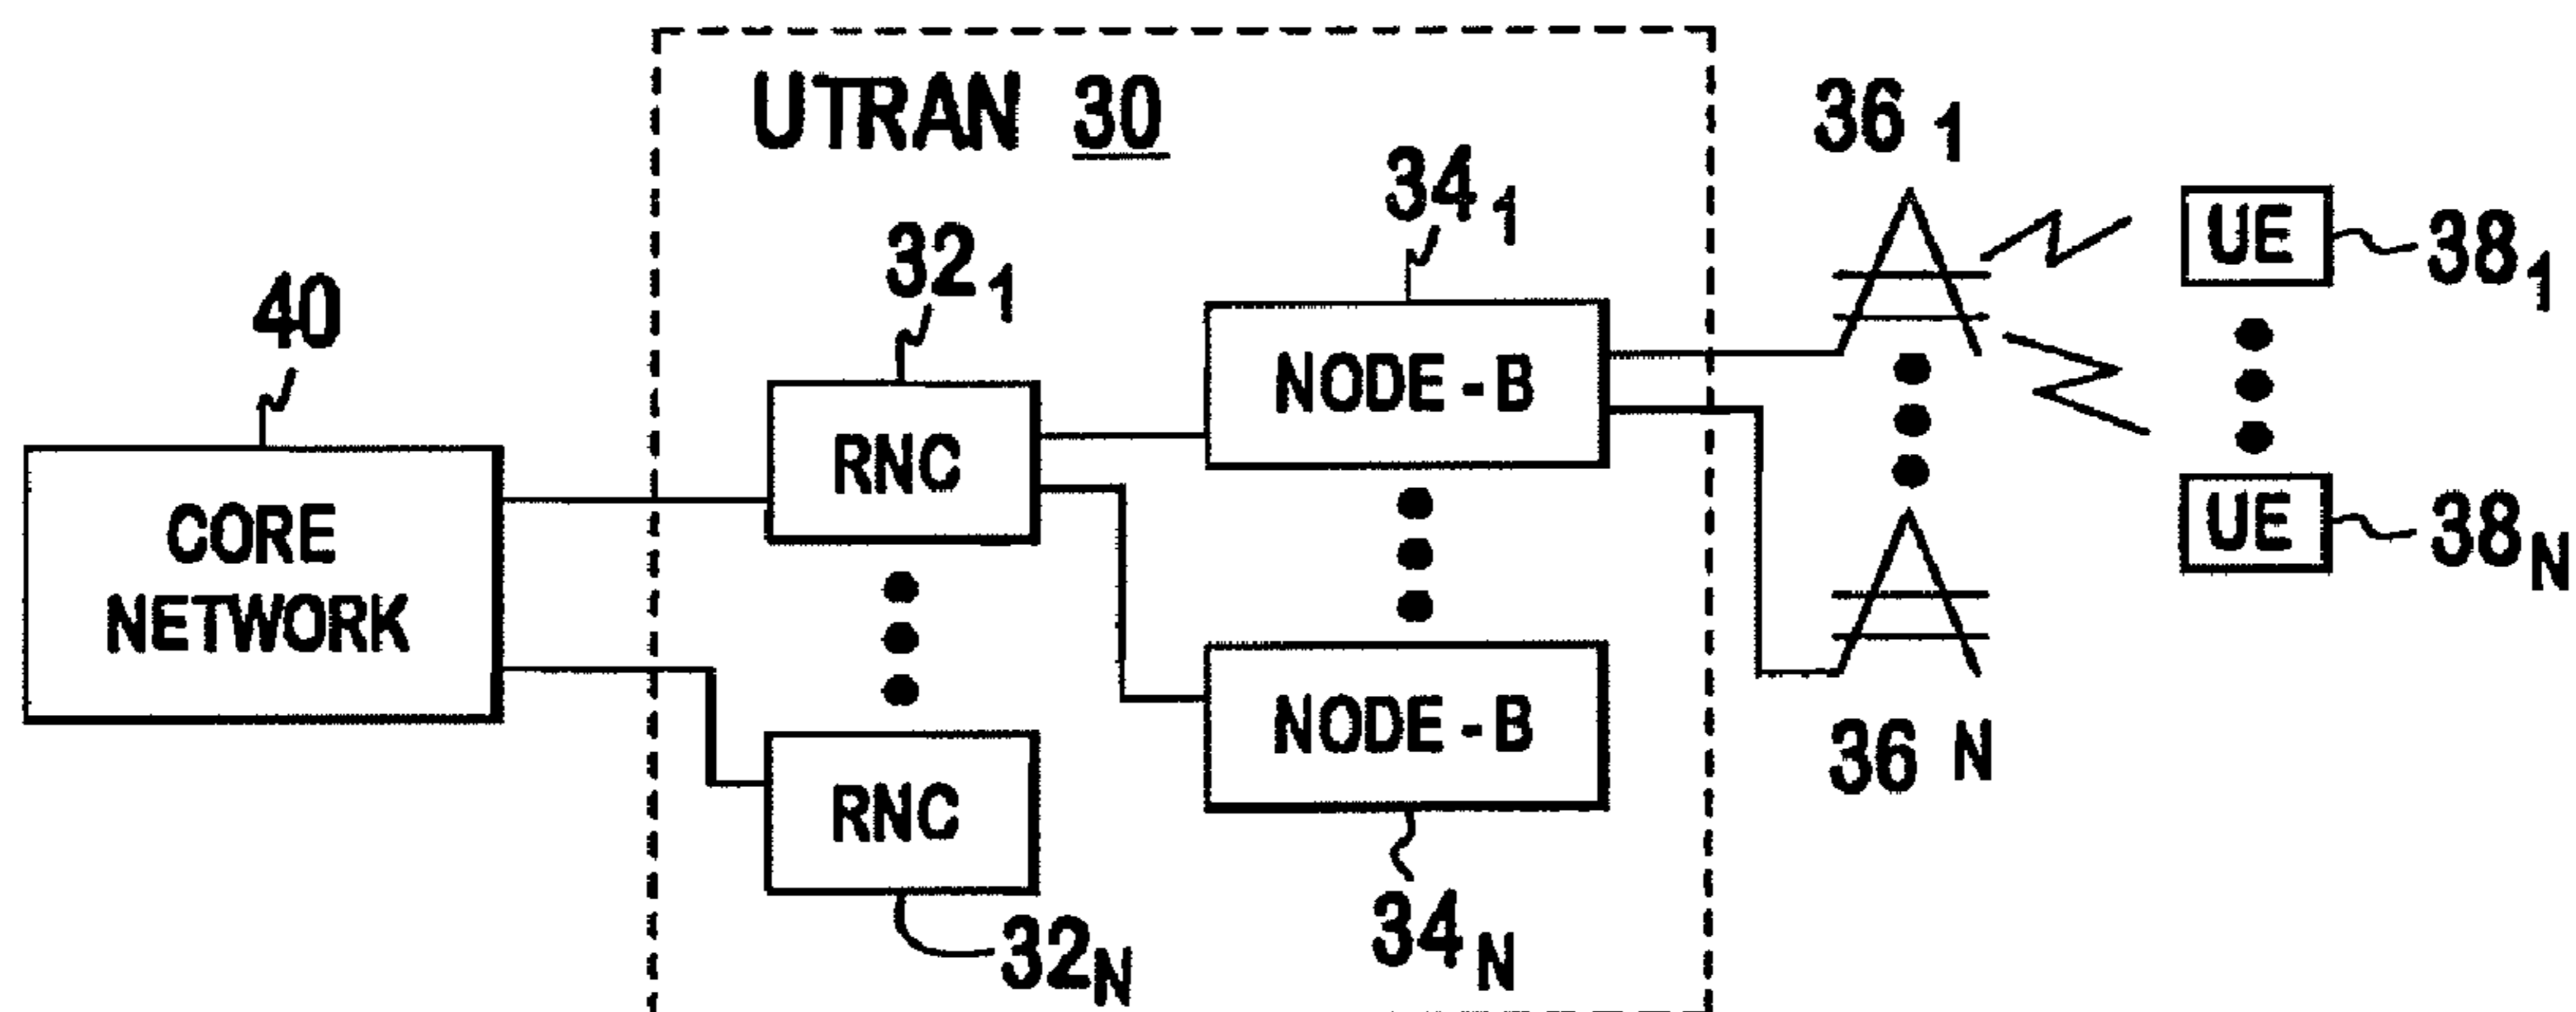 UTRAN 30
36 1
34 1
UE
38 1
32 1
40
NODE - B
RNC
UE
38 N
CORE
NETWORK
NODE - B
36 N
RNC
34 N
32 N